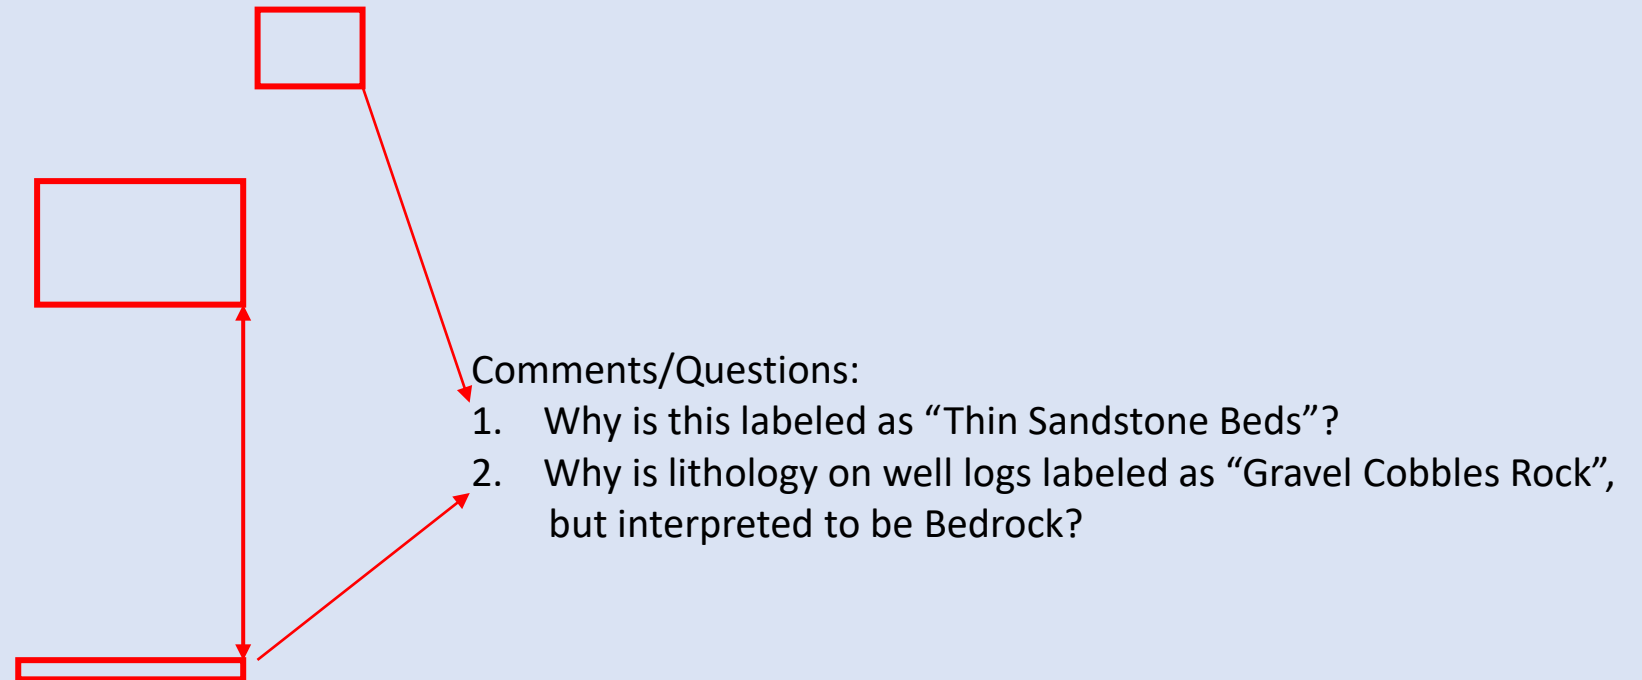 Comments/Questions:
1. Why is this labeled as “Thin Sandstone Beds”?
2. Why is lithology on well logs labeled as “Gravel Cobbles Rock”,
but interpreted to be Bedrock?